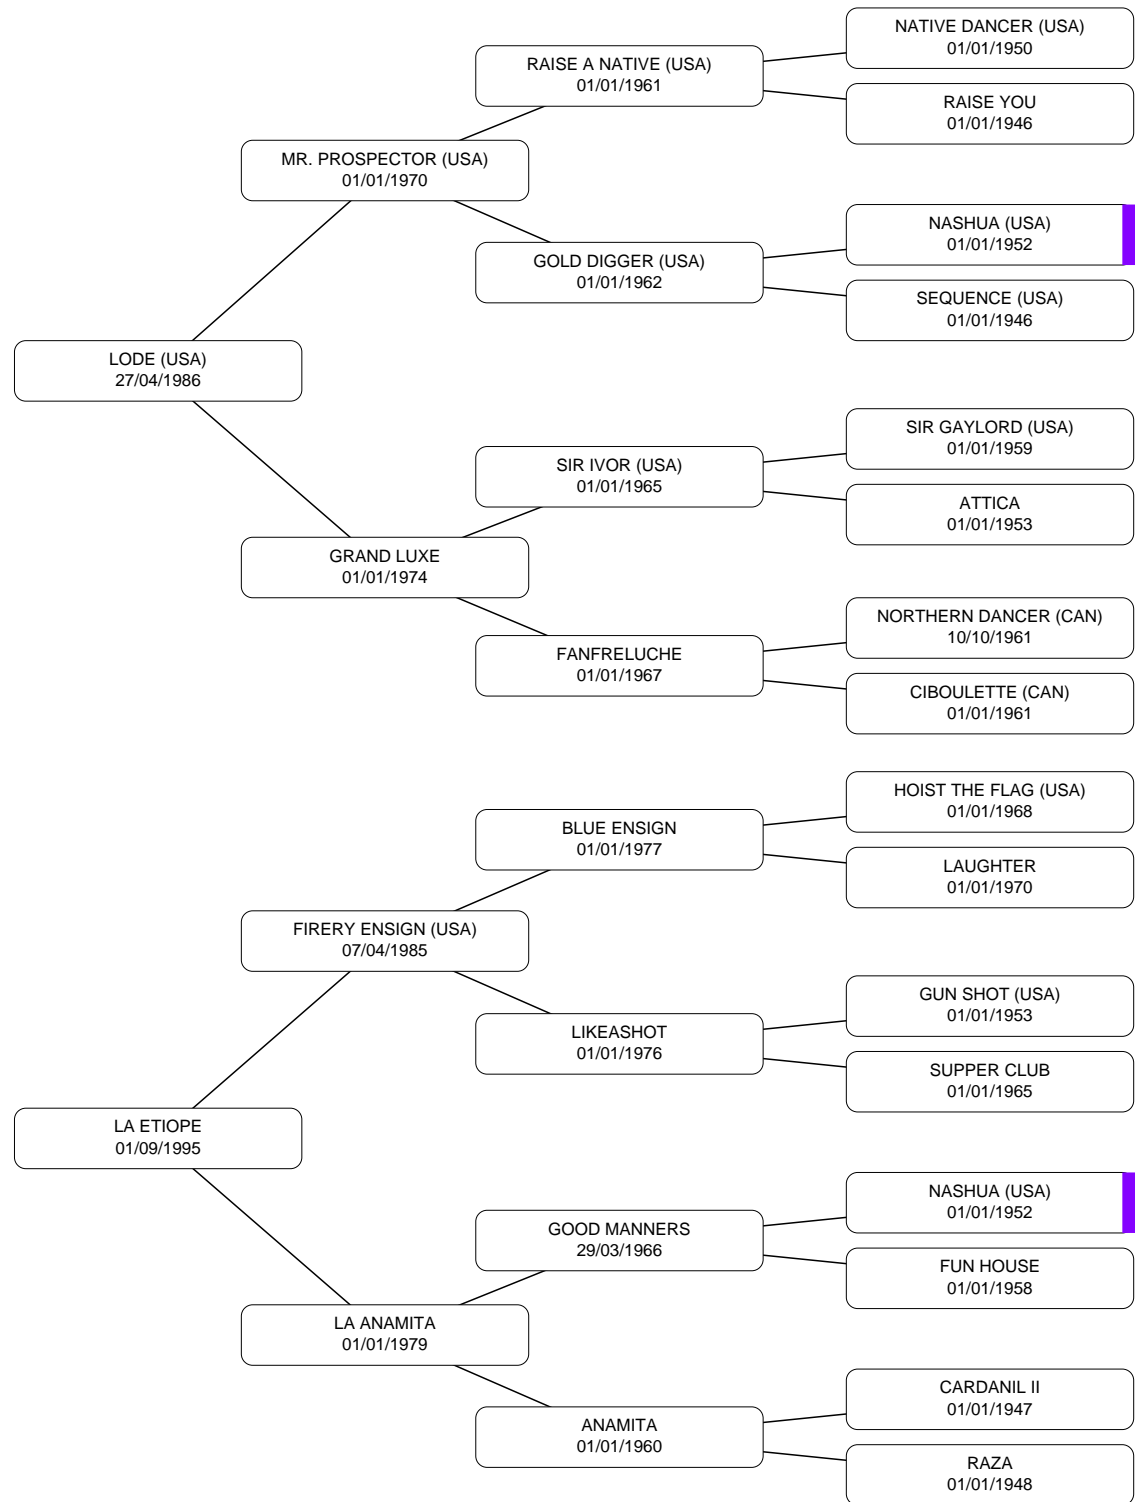 NATIVE DANCER (USA)
01/01/1950
RAISE A NATIVE (USA)
01/01/1961
RAISE YOU
01/01/1946
MR. PROSPECTOR (USA)
01/01/1970
NASHUA (USA)
01/01/1952
GOLD DIGGER (USA)
01/01/1962
SEQUENCE (USA)
01/01/1946
LODE (USA)
27/04/1986
SIR GAYLORD (USA)
01/01/1959
SIR IVOR (USA)
01/01/1965
ATTICA
01/01/1953
GRAND LUXE
01/01/1974
NORTHERN DANCER (CAN)
10/10/1961
FANFRELUCHE
01/01/1967
CIBOULETTE (CAN)
01/01/1961
HOIST THE FLAG (USA)
01/01/1968
BLUE ENSIGN
01/01/1977
LAUGHTER
01/01/1970
FIRERY ENSIGN (USA)
07/04/1985
GUN SHOT (USA)
01/01/1953
LIKEASHOT
01/01/1976
SUPPER CLUB
01/01/1965
LA ETIOPE
01/09/1995
NASHUA (USA)
01/01/1952
GOOD MANNERS
29/03/1966
FUN HOUSE
01/01/1958
LA ANAMITA
01/01/1979
CARDANIL II
01/01/1947
ANAMITA
01/01/1960
RAZA
01/01/1948